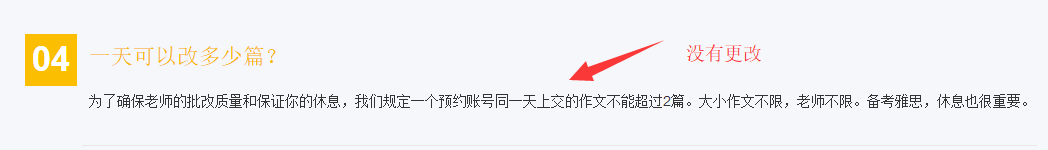 04
一天可以改多少篇?
没有更改
为了确保老师的批改质量和保证你的休息，我们规定一个预约账号同一天上交的作文不能超过2篇。大小作文不限，老师不限。备考雅思，休息也很重要。